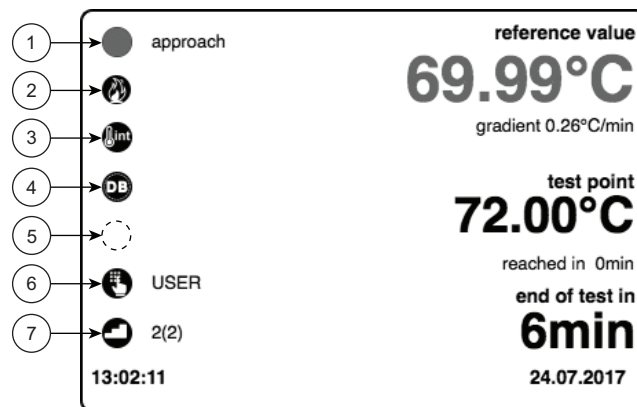 1 approach reference value
69.99°C
2 gradient 0.26°C/min
3 int
4 DB test point
72.00°C
5
reached in 0min
6 USER
end of test in
7 2(2) 6min
13:02:11 24.07.2017